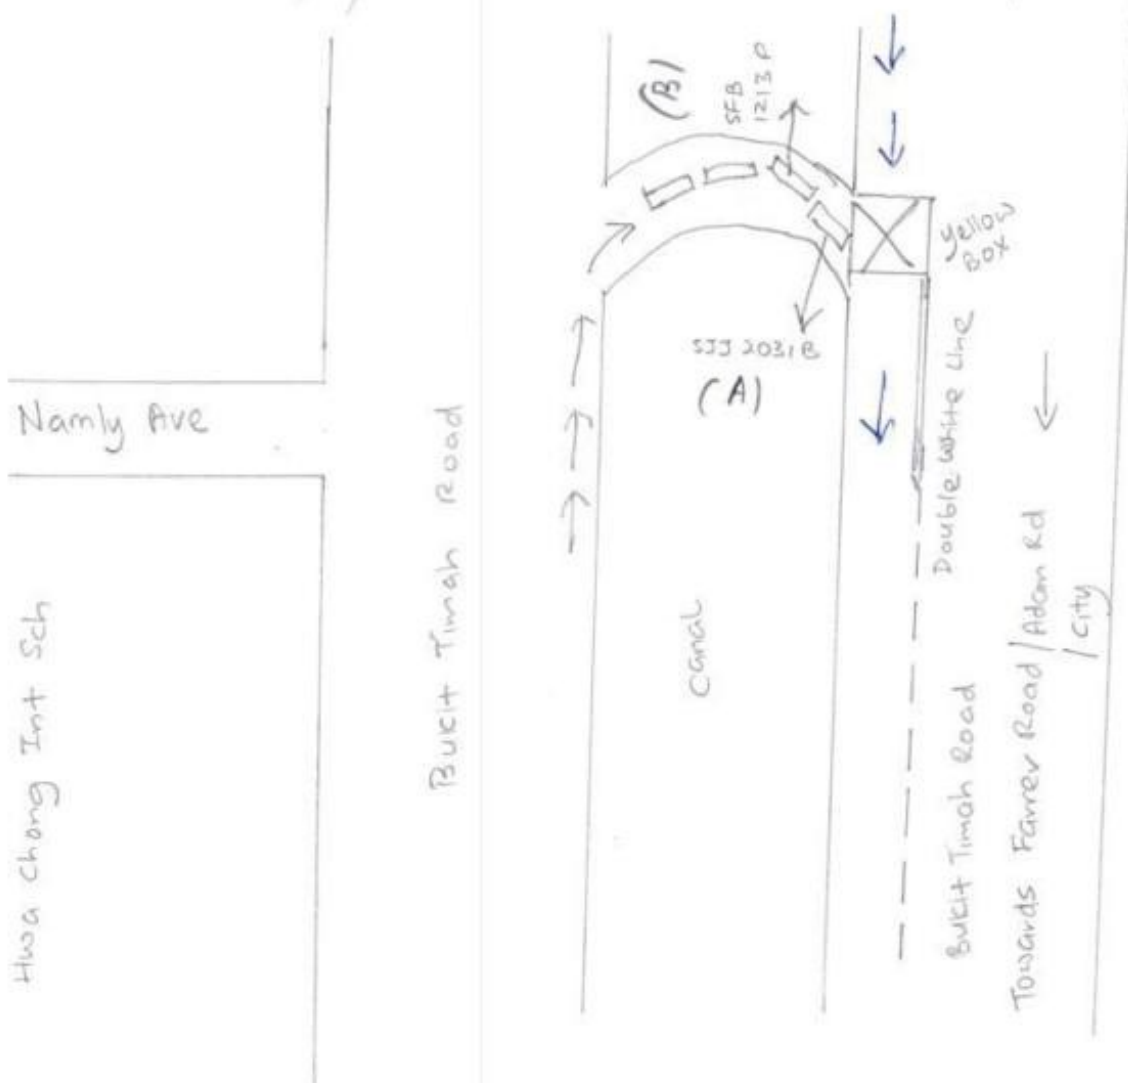 (B)
SFB
1213 P
Yellow
BOX
SJJ 2031B
(A)
Namly Ave
Bukit Timah Road
Double White Line
Hwa Chong Int Sch
Canal
Bukit Timah Road
Towards Farrer Road / Adam Rd
/ City